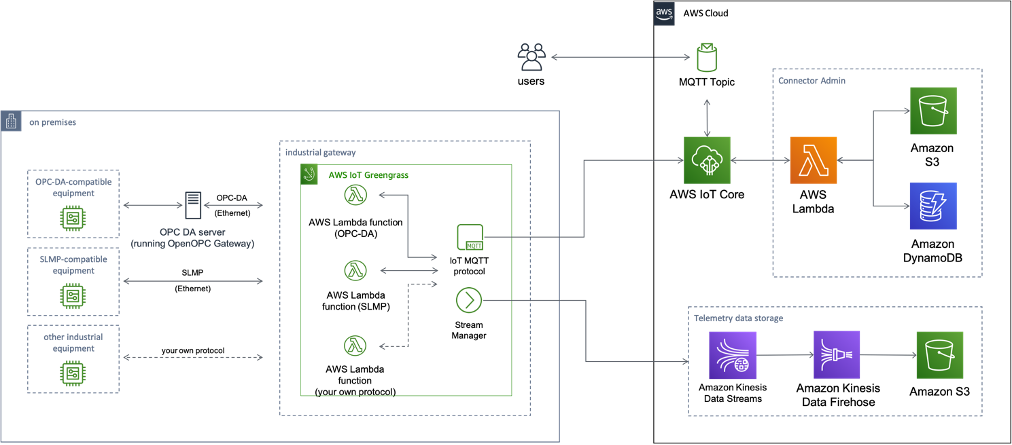 aws
AWS Cloud
users
MQTT Topic
Connector Admin
on premises
industrial gateway
AWS IoT Greengrass
OPC-DA-compatible
equipment
OPC-DA
(Ethernet)
OPC DA server
(running OpenOPC Gateway)
AWS Lambda function
(OPC-DA)
MQTT
IoT MQTT
protocol
AWS IoT Core
AWS
Lambda
Amazon
S3
Amazon
DynamoDB
SLMP-compatible
equipment
SLMP
(Ethernet)
AWS Lambda
function (SLMP)
Stream
Manager
other industrial
equipment
your own protocol
AWS Lambda
function
(your own protocol)
Telemetry data storage
Amazon Kinesis
Data Streams
Amazon Kinesis
Data Firehose
Amazon S3